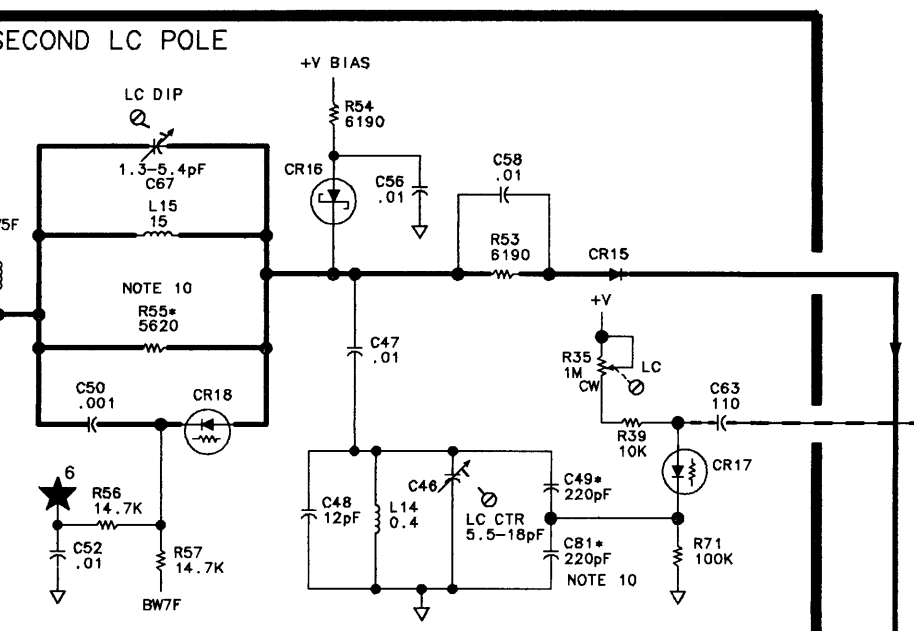 SECOND LC POLE
+V BIAS
LC DIP
R54
6190
1.3-5.4pF
C67
CR16
C56
.01
C58
.01
L15
15
75F
R53
6190
CR15
NOTE 10
R55*
5620
+V
C47
.01
R35
1M
CW
LC
C50
.001
CR18
C63
110
R39
10K
CR17
6
R56
14.7K
C48
12pF
L14
0.4
C46
LC CTR
5.5-18pF
C49*
220pF
C52
.01
R57
14.7K
C81*
220pF
R71
100K
NOTE 10
BW7F